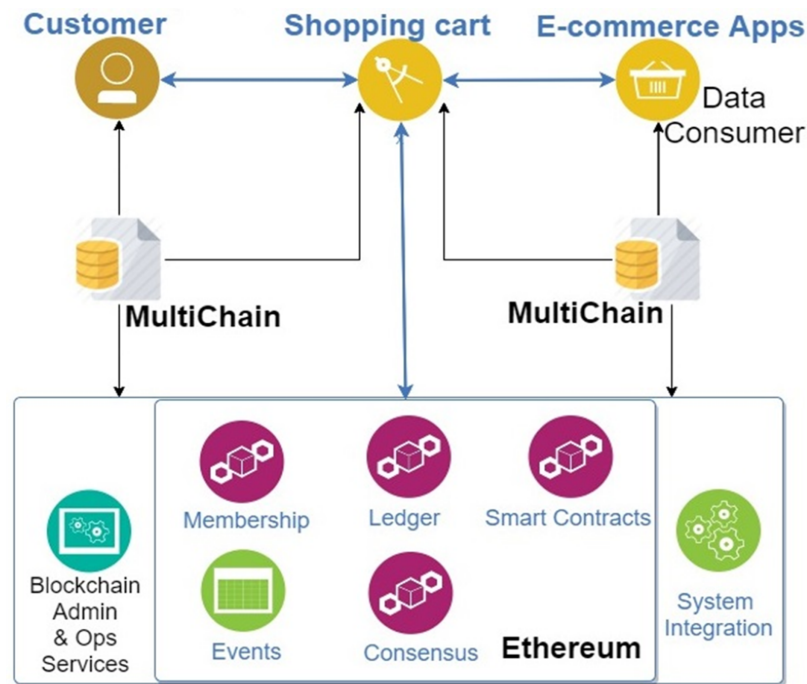 Customer
Shopping cart
E-commerce Apps
Data
Consumer
MultiChain
MultiChain
Membership
Ledger
Smart Contracts
Blockchain
Admin
& Ops
Services
Events
Consensus
Ethereum
System
Integration